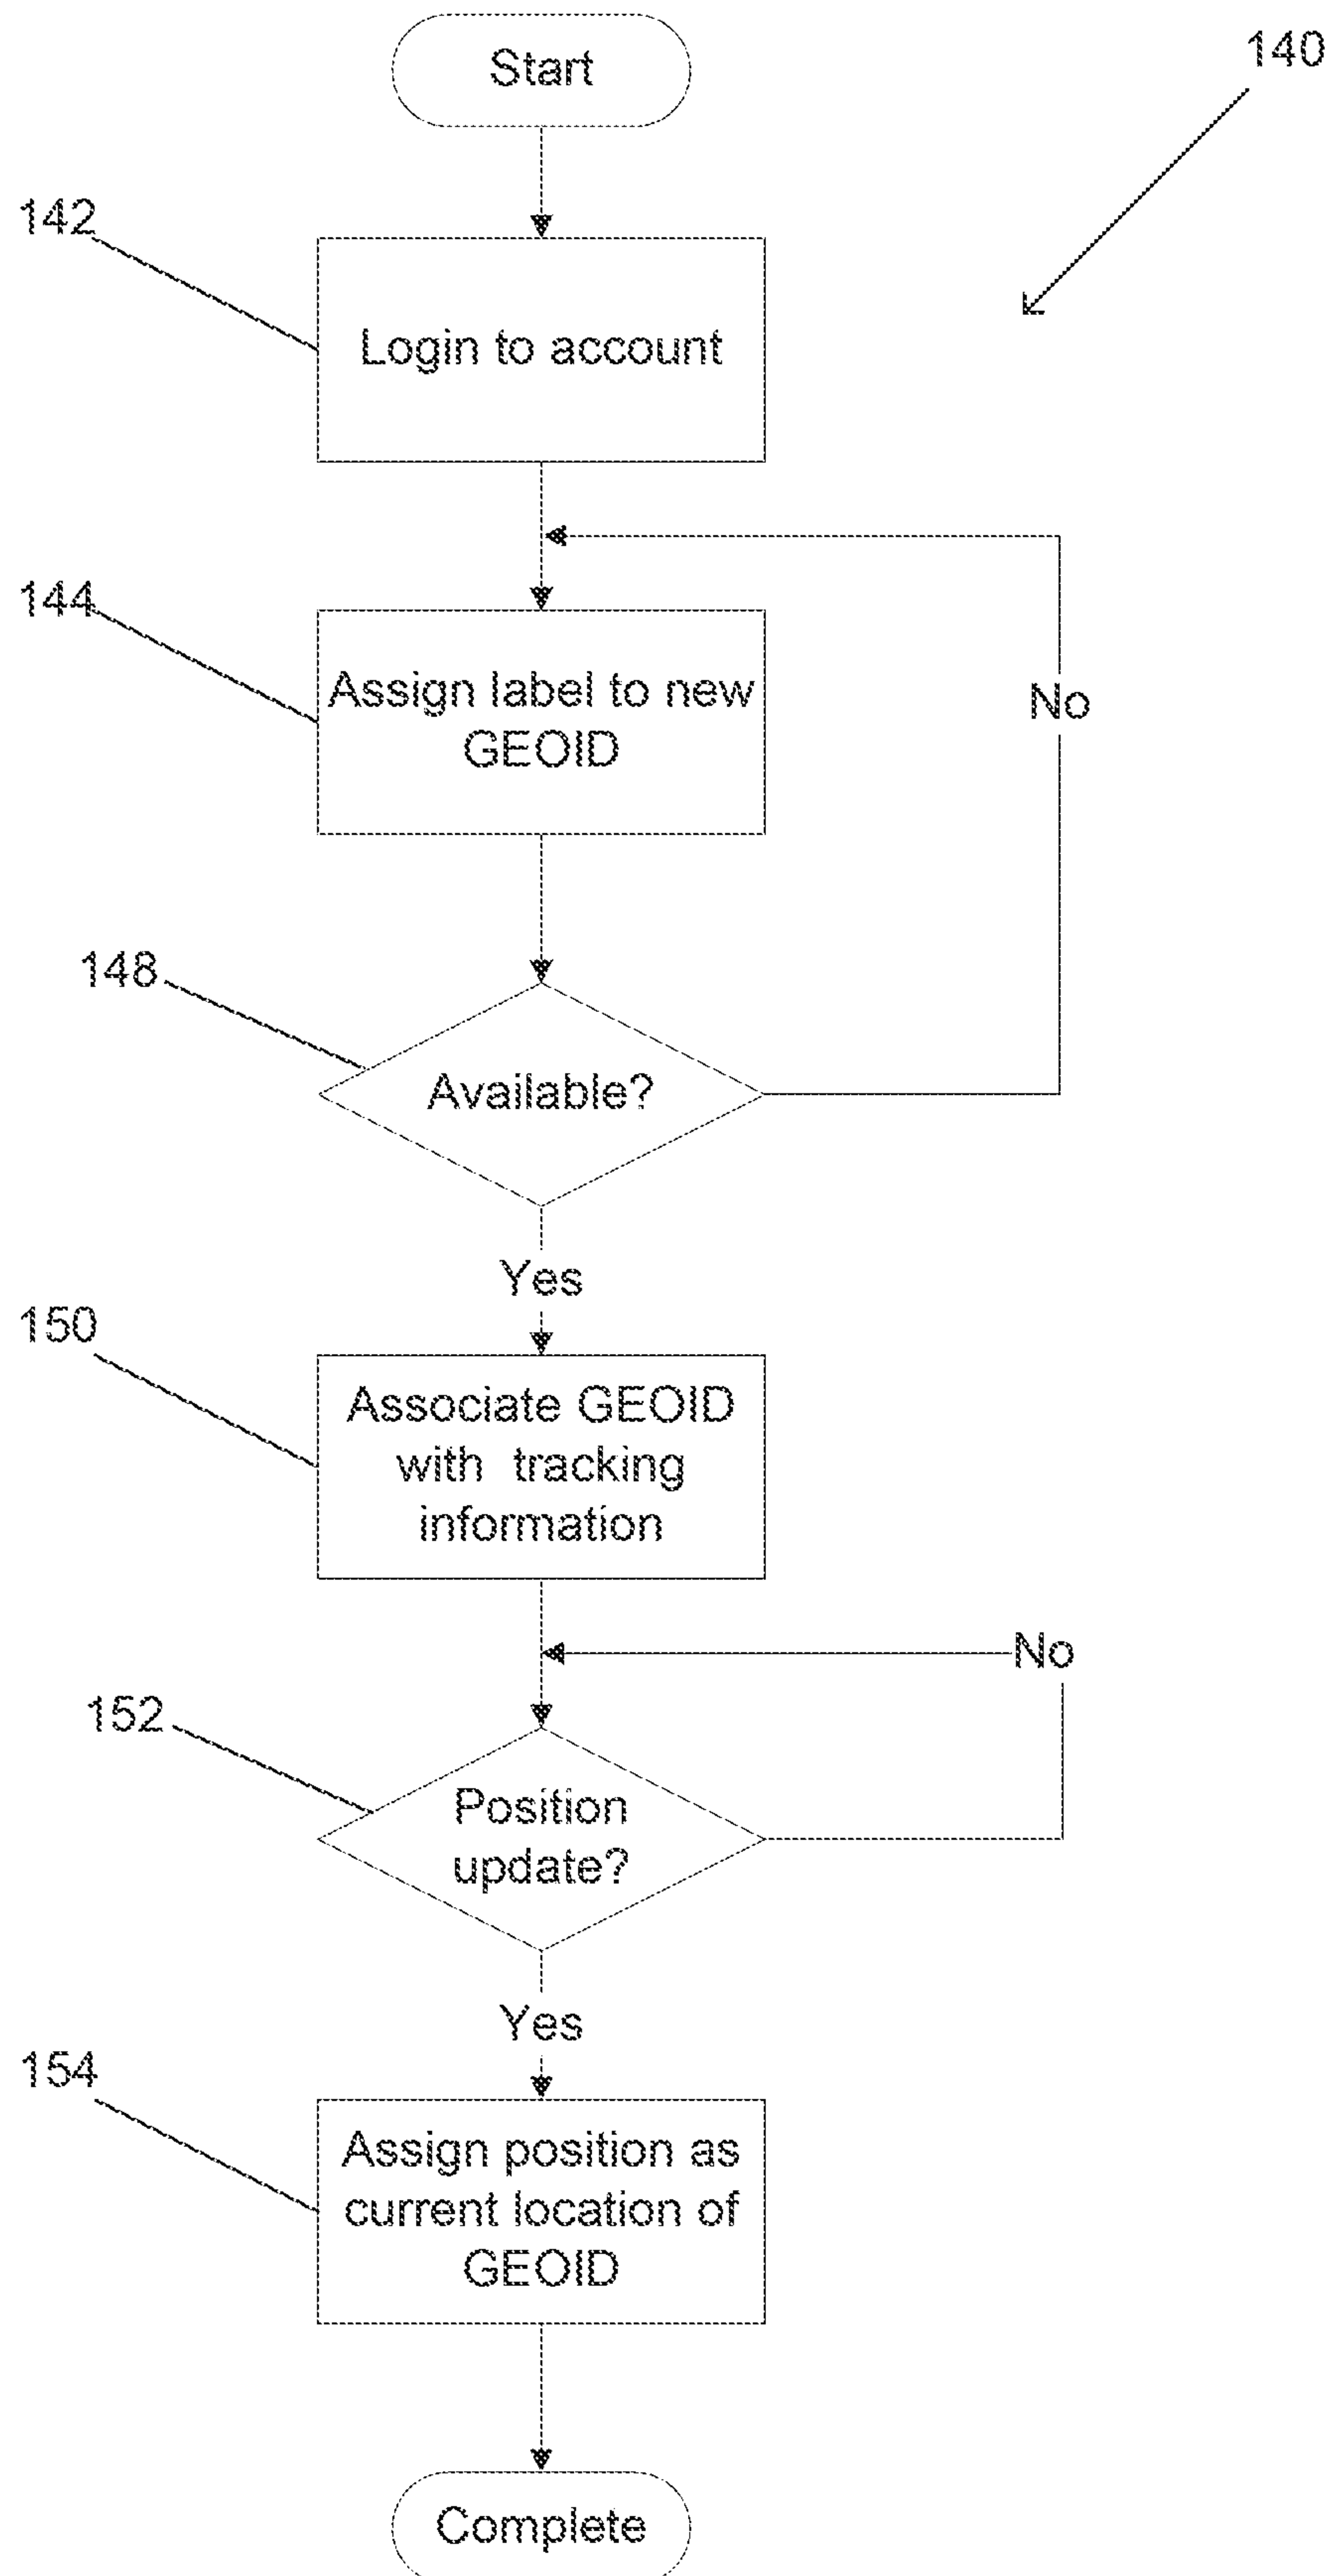 Start
140
142
Login to account
144
Assign label to new
GEOID
No
148
Available?
Yes
150
Associate GEOID
with tracking
information
No
152
Position
update?
Yes
154
Assign position as
current location of
GEOID
Complete